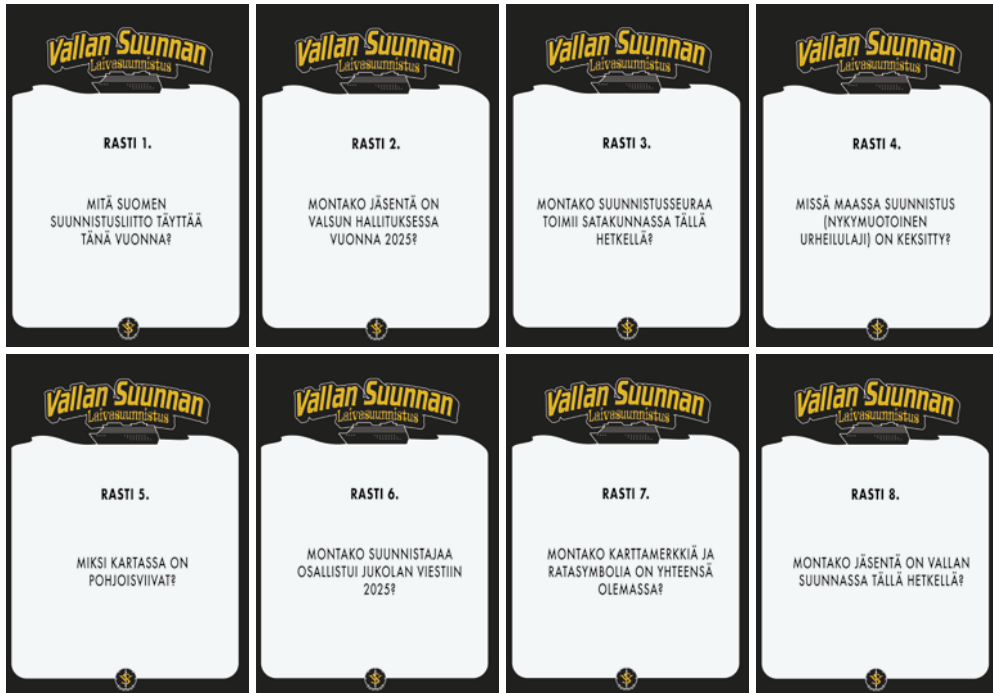 Vallan Suunnan
Laivasuunnistus
RASTI 1.
MITÄ SUOMEN
SUUNNISTUSLIITTO TÄYTTÄÄ
TÄNÄ VUONNA?
Vallan Suunnan
Laivasuunnistus
RASTI 2.
MONTAKO JÄSENTÄ ON
VALSUN HALLITUKSESSA
VUONNA 2025?
Vallan Suunnan
Laivasuunnistus
RASTI 3.
MONTAKO SUUNNISTUSSEURAA
TOIMII SATAKUNNASSA TÄLLÄ
HETKELLÄ?
Vallan Suunnan
Laivasuunnistus
RASTI 4.
MISSÄ MAASSA SUUNNISTUS
(NYKYMUOTOINEN
URHEILULAJI) ON KEKSITTY?
Vallan Suunnan
Laivasuunnistus
RASTI 5.
MIKSI KARTASSA ON
POHJOISVIIVAT?
Vallan Suunnan
Laivasuunnistus
RASTI 6.
MONTAKO SUUNNISTAJAA
OSALLISTUI JUKOLAN VIESTIIN
2025?
Vallan Suunnan
Laivasuunnistus
RASTI 7.
MONTAKO KARTTAMERKKIÄ JA
RATASYMBOLIA ON YHTEENSÄ
OLEMASSA?
Vallan Suunnan
Laivasuunnistus
RASTI 8.
MONTAKO JÄSENTÄ ON VALLAN
SUUNNASSA TÄLLÄ HETKELLÄ?